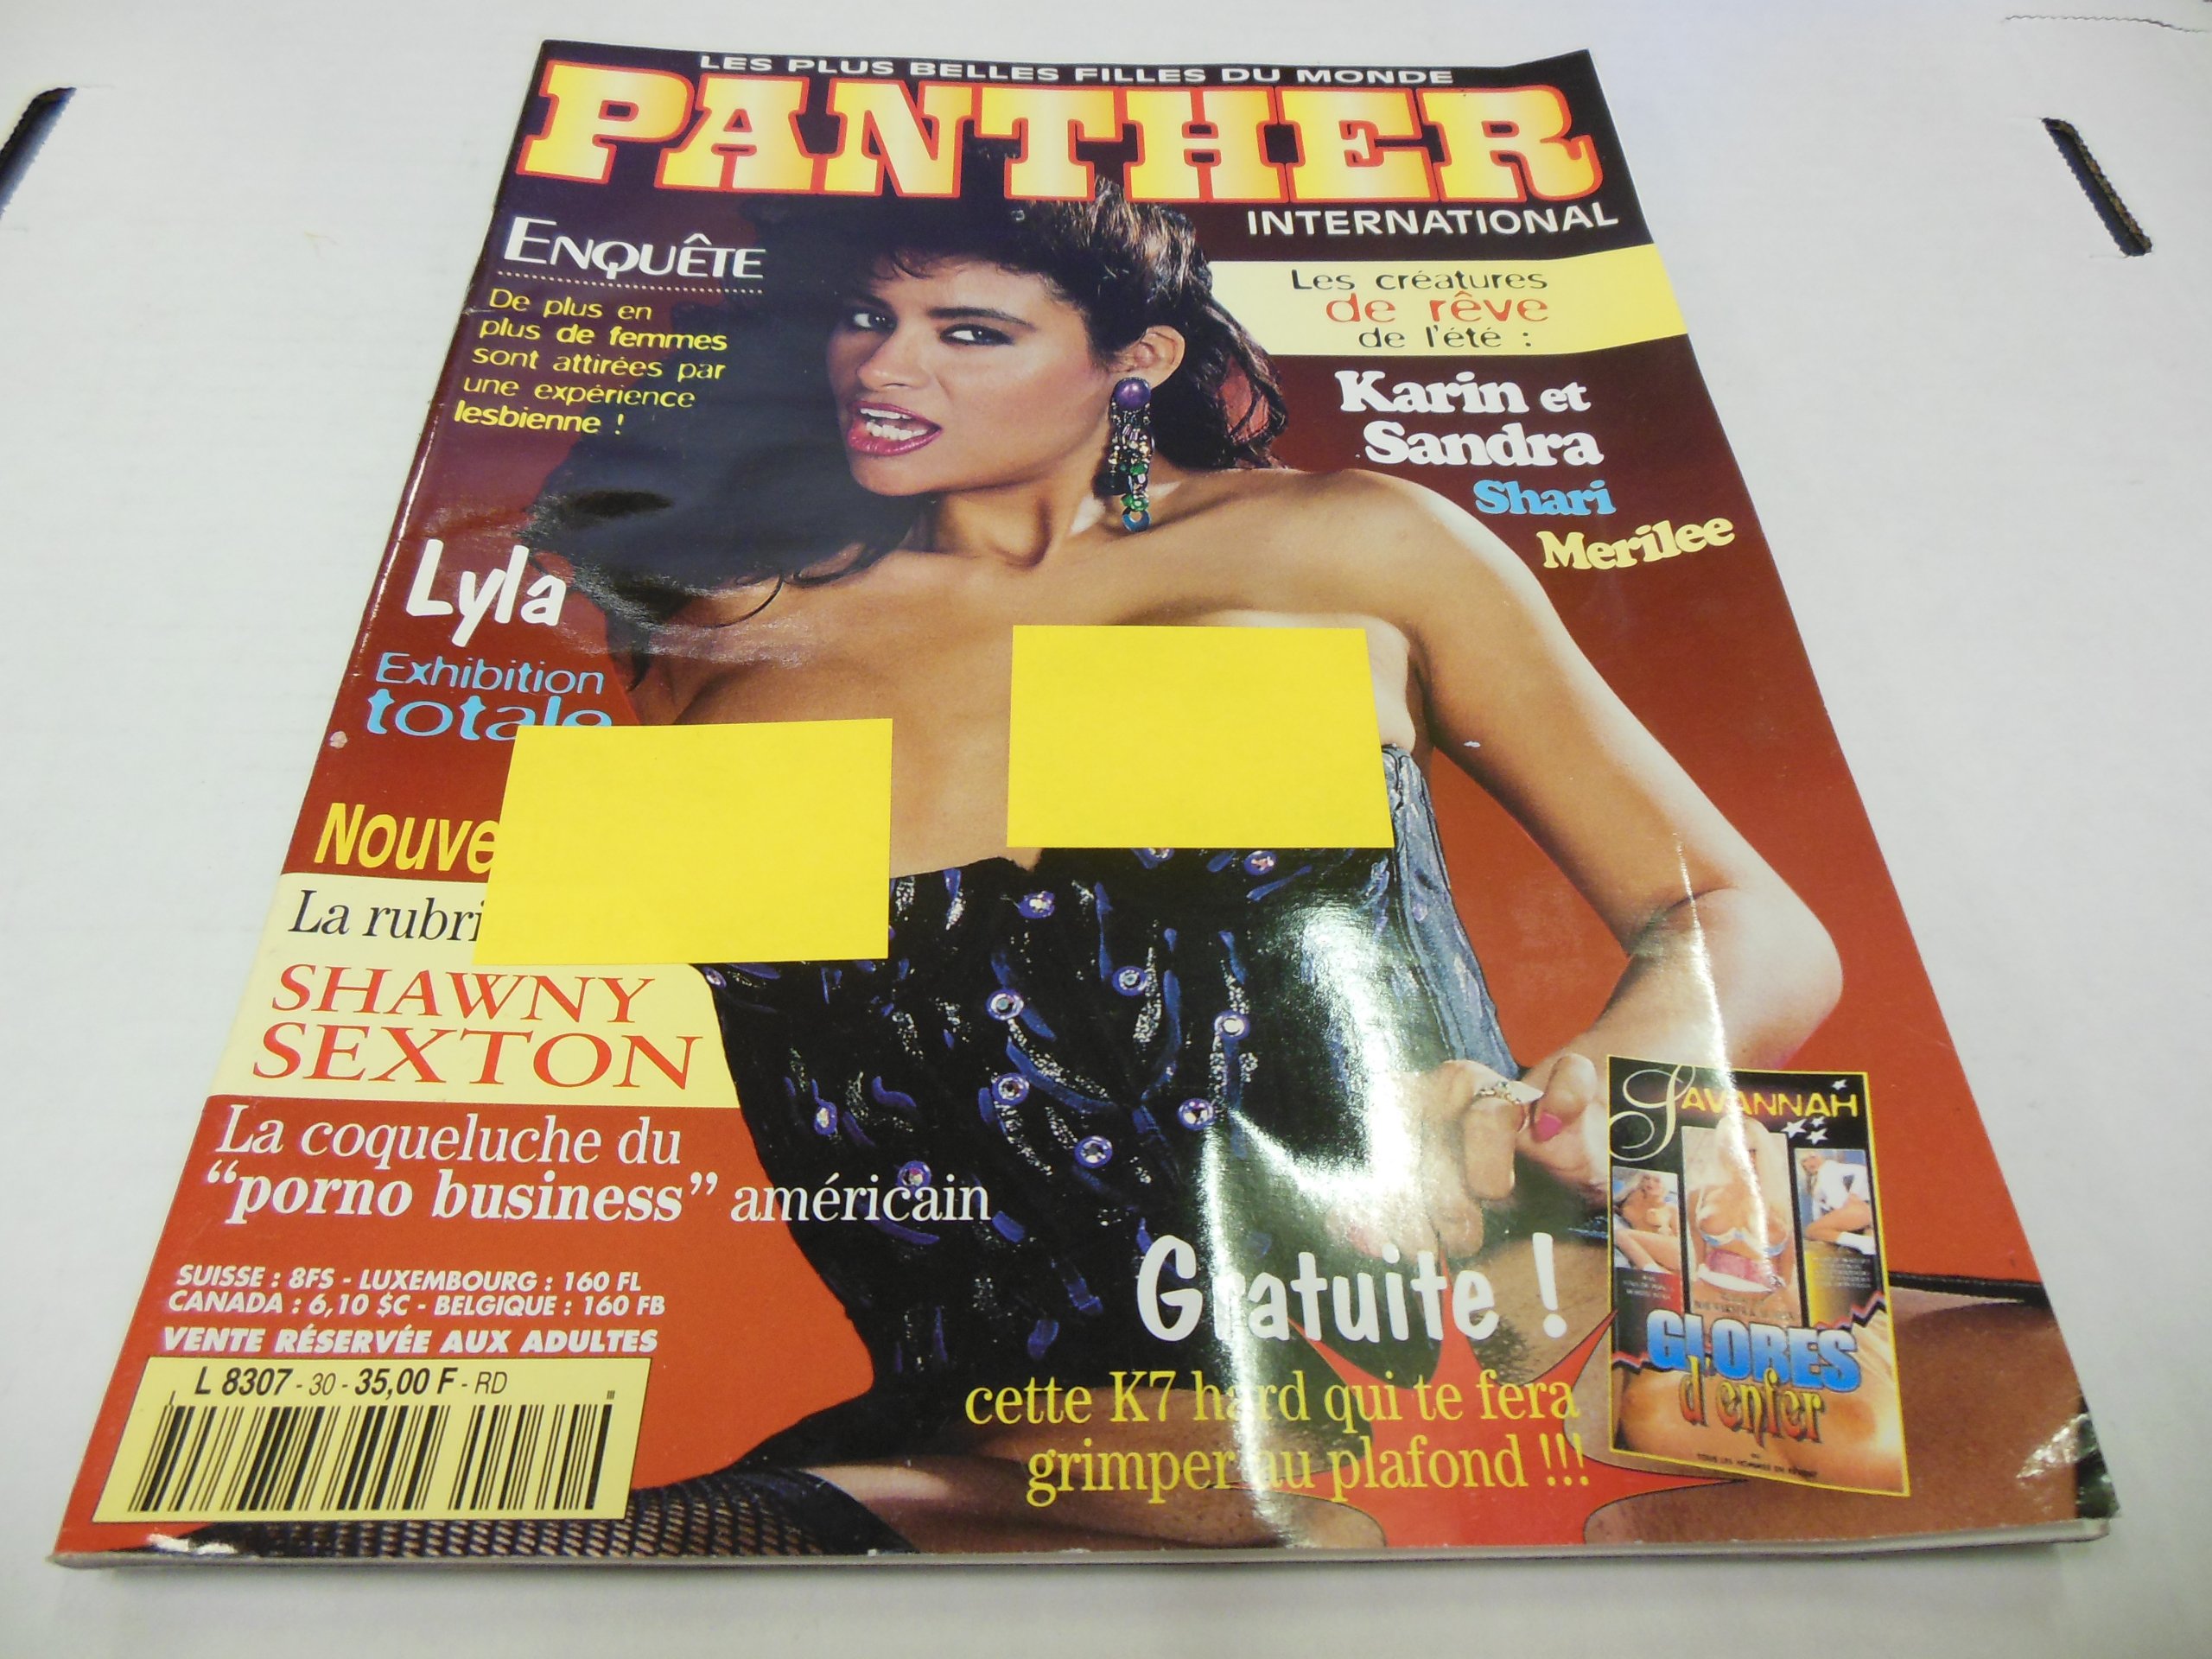 LES PLUS BELLES FILLES DU MONDE
PANTHER
INTERNATIONAL
ENQUÊTE
De plus en
plus de femmes
sont attirées par
une expérience
lesbienne !
Les créatures
de rêve
de l'été :
Karin et
Sandra
Shari
Merilee
Lyla
Exhibition
totale
Nouve
La rubri
SHAWNY
SEXTON
La coqueluche du
"porno business" américain
SUISSE : 8FS - LUXEMBOURG : 160 FL
CANADA : 6,10 $C - BELGIQUE : 160 FB
VENTE RÉSERVÉE AUX ADULTES
L 8307 - 30 - 35,00 F - RD
Gratuite !
cette K7 hard qui te fera
grimper au plafond !!!
SAVANNAH
GLOBES
d'enfer